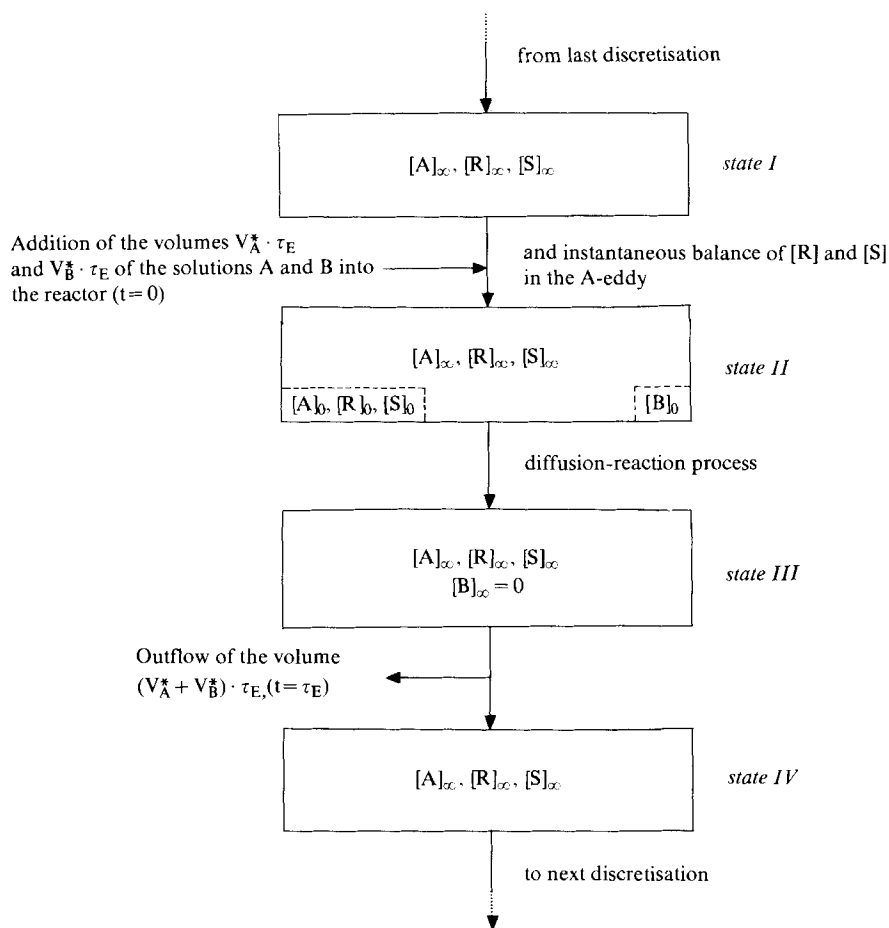 from last discretisation
[A]∞, [R]∞, [S]∞
state I
Addition of the volumes V*A · τE
and V*B · τE of the solutions A and B into
the reactor (t=0)
and instantaneous balance of [R] and [S]
in the A-eddy
[A]∞, [R]∞, [S]∞
state II
[A]0, [R]0, [S]0
[B]0
diffusion-reaction process
[A]∞, [R]∞, [S]∞
[B]∞ = 0
state III
Outflow of the volume
(V*A + V*B) · τE, (t=τE)
[A]∞, [R]∞, [S]∞
state IV
to next discretisation